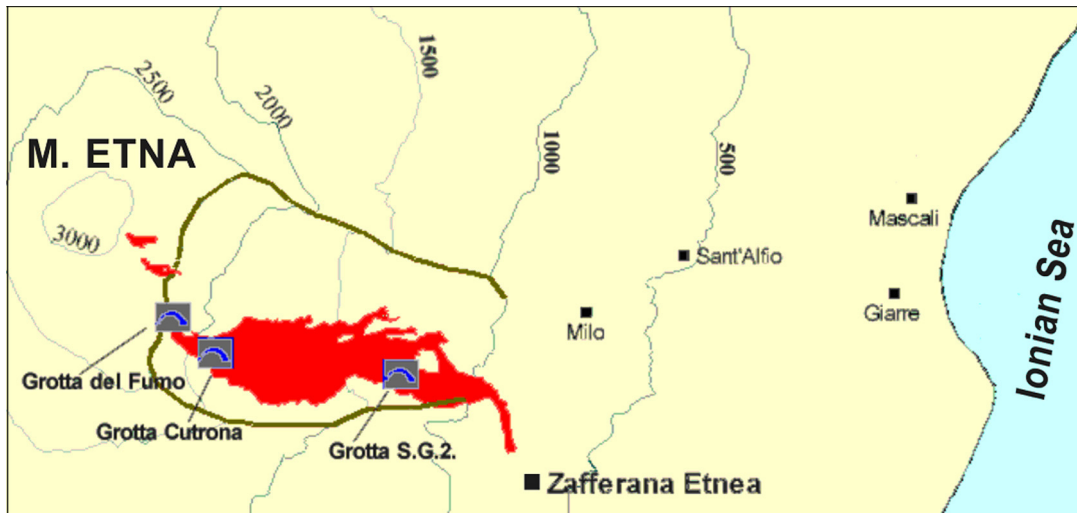 1500
2500
2000
M. ETNA
1000
500
Mascali
3000
Sant'Alfio
Giarre
Milo
Ionian Sea
Grotta del Fumo
Grotta Cutrona
Grotta S.G.2.
Zafferana Etnea